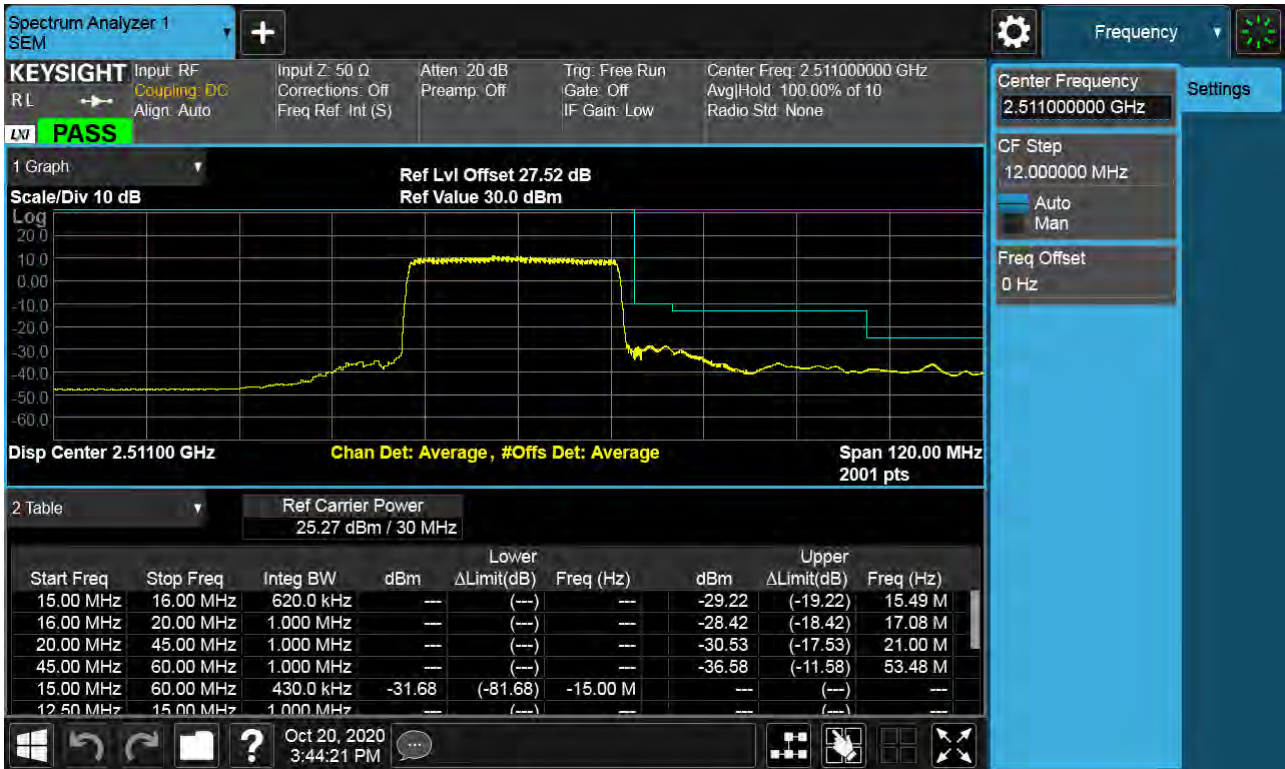 Spectrum Analyzer 1
SEM
Frequency
KEYSIGHT
RL
LXI
PASS
Input: RF
Coupling: DC
Align: Auto
Input Z: 50 Ω
Corrections: Off
Freq Ref: Int (S)
Atten: 20 dB
Preamp: Off
Trig: Free Run
Gate: Off
IF Gain: Low
Center Freq: 2.511000000 GHz
Avg|Hold: 100.00% of 10
Radio Std: None
Center Frequency
2.511000000 GHz
Settings
CF Step
12.000000 MHz
Auto
Man
Freq Offset
0 Hz
1 Graph
Ref Lvl Offset 27.52 dB
Scale/Div 10 dB
Ref Value 30.0 dBm
Log
20.0
10.0
0.00
-10.0
-20.0
-30.0
-40.0
-50.0
-60.0
Disp Center 2.51100 GHz
Chan Det: Average, #Offs Det: Average
Span 120.00 MHz
2001 pts
2 Table
Ref Carrier Power
25.27 dBm / 30 MHz
Lower Upper
Start Freq Stop Freq Integ BW dBm ΔLimit(dB) Freq (Hz) dBm ΔLimit(dB) Freq (Hz)
15.00 MHz 16.00 MHz 620.0 kHz --- (---) --- -29.22 (-19.22) 15.49 M
16.00 MHz 20.00 MHz 1.000 MHz --- (---) --- -28.42 (-18.42) 17.08 M
20.00 MHz 45.00 MHz 1.000 MHz --- (---) --- -30.53 (-17.53) 21.00 M
45.00 MHz 60.00 MHz 1.000 MHz --- (---) --- -36.58 (-11.58) 53.48 M
15.00 MHz 60.00 MHz 430.0 kHz -31.68 (-81.68) -15.00 M --- (---) ---
12.50 MHz 15.00 MHz 1.000 MHz --- (---) --- --- (---) ---
Oct 20, 2020
3:44:21 PM